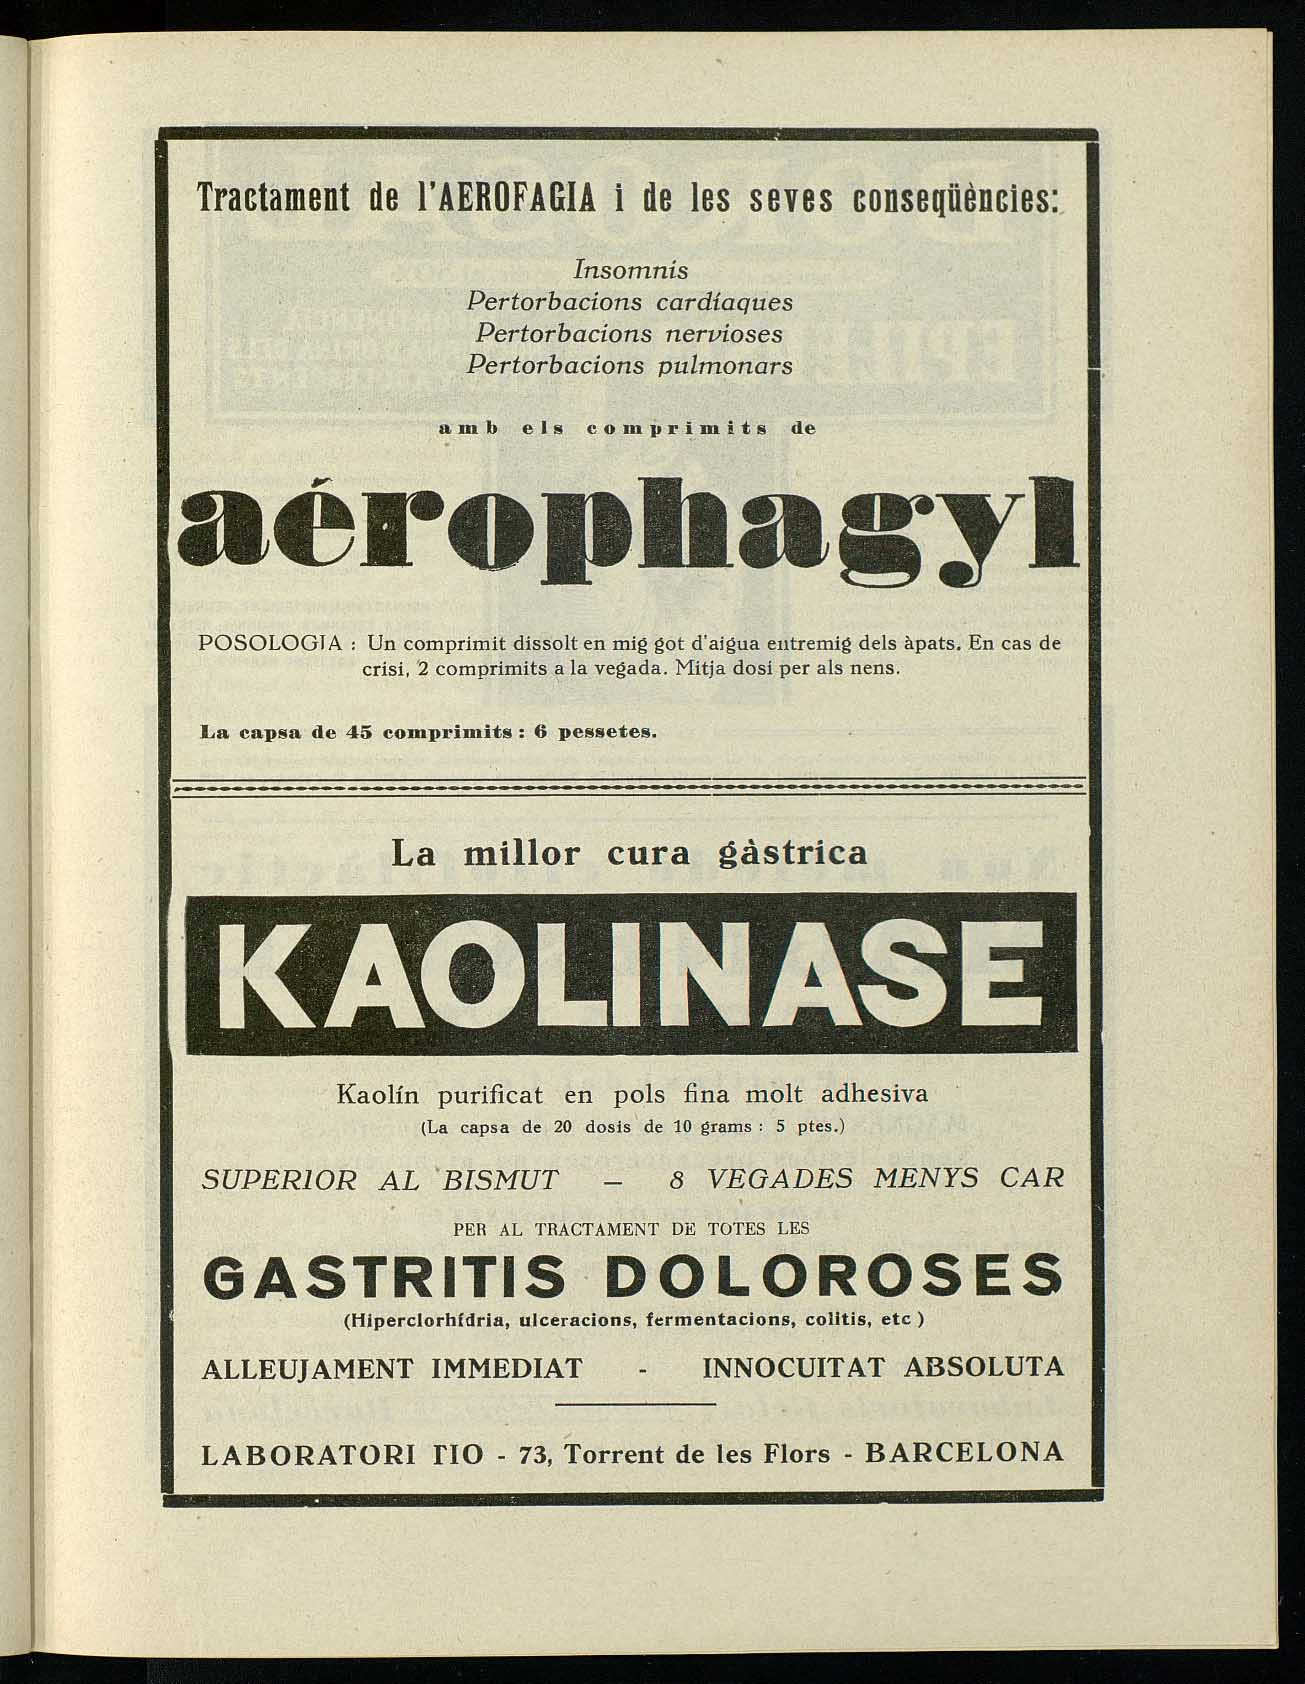 Tractament de l'AEROFAGIA i de les seves conseqüències:
Insomnis
Pertorbacions cardíaques
Pertorbacions nervioses
Pertorbacions pulmonars
amb els comprimits de
aérophagyl
POSOLOGIA : Un comprimit dissolt en mig got d'aigua entremig dels àpats. En cas de
crisi, 2 comprimits a la vegada. Mitja dosi per als nens.
La capsa de 45 comprimits : 6 pessetes.
La millor cura gàstrica
KAOLINASE
Kaolín purificat en pols fina molt adhesiva
(La capsa de 20 dosis de 10 grams : 5 ptes.)
SUPERIOR AL BISMUT – 8 VEGADES MENYS CAR
PER AL TRACTAMENT DE TOTES LES
GASTRITIS DOLOROSES
(Hiperclorhídria, ulceracions, fermentacions, colitis, etc )
ALLEUJAMENT IMMEDIAT - INNOCUITAT ABSOLUTA
LABORATORI - 73, Torrent de les Flors - BARCELONA